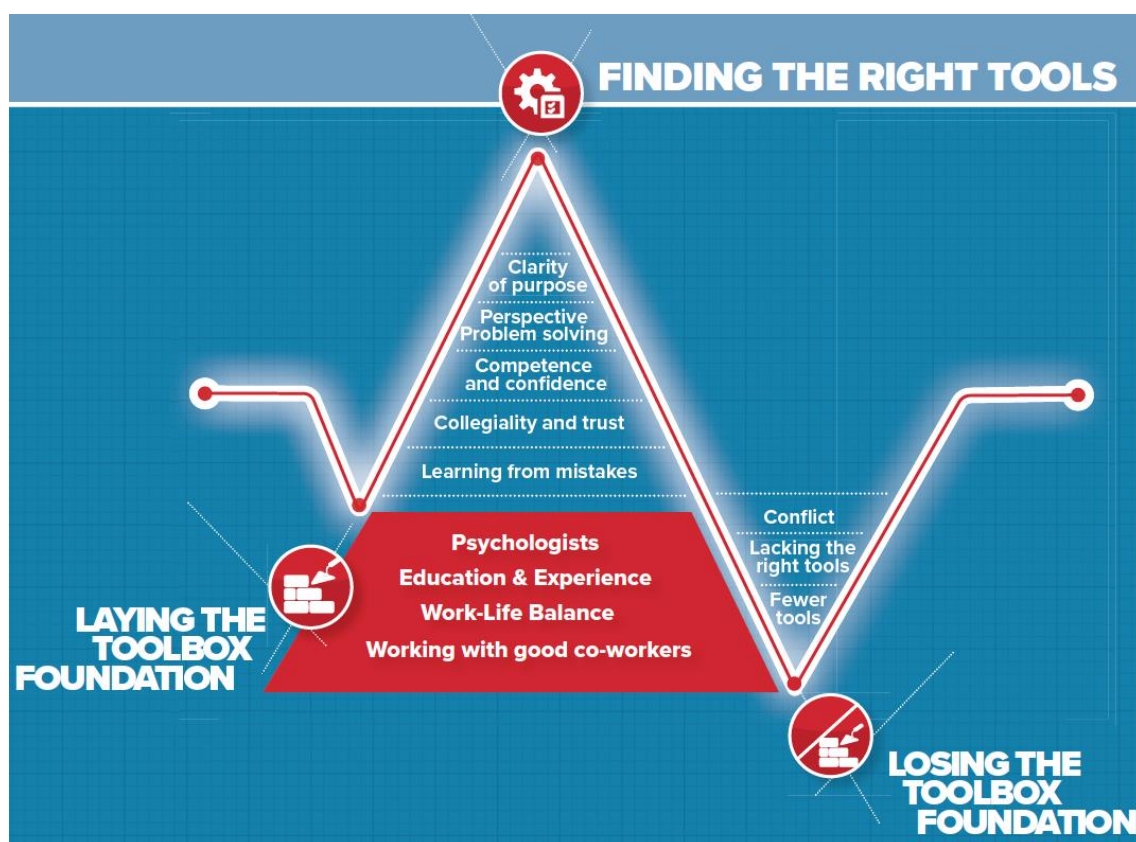 FINDING THE RIGHT TOOLS
Clarity
of purpose
Perspective
Problem solving
Competence
and confidence
Collegiality and trust
Learning from mistakes
Psychologists
Education & Experience
Work-Life Balance
Working with good co-workers
LAYING THE
TOOLBOX
FOUNDATION
Conflict
Lacking the
right tools
Fewer
tools
LOSING THE
TOOLBOX
FOUNDATION